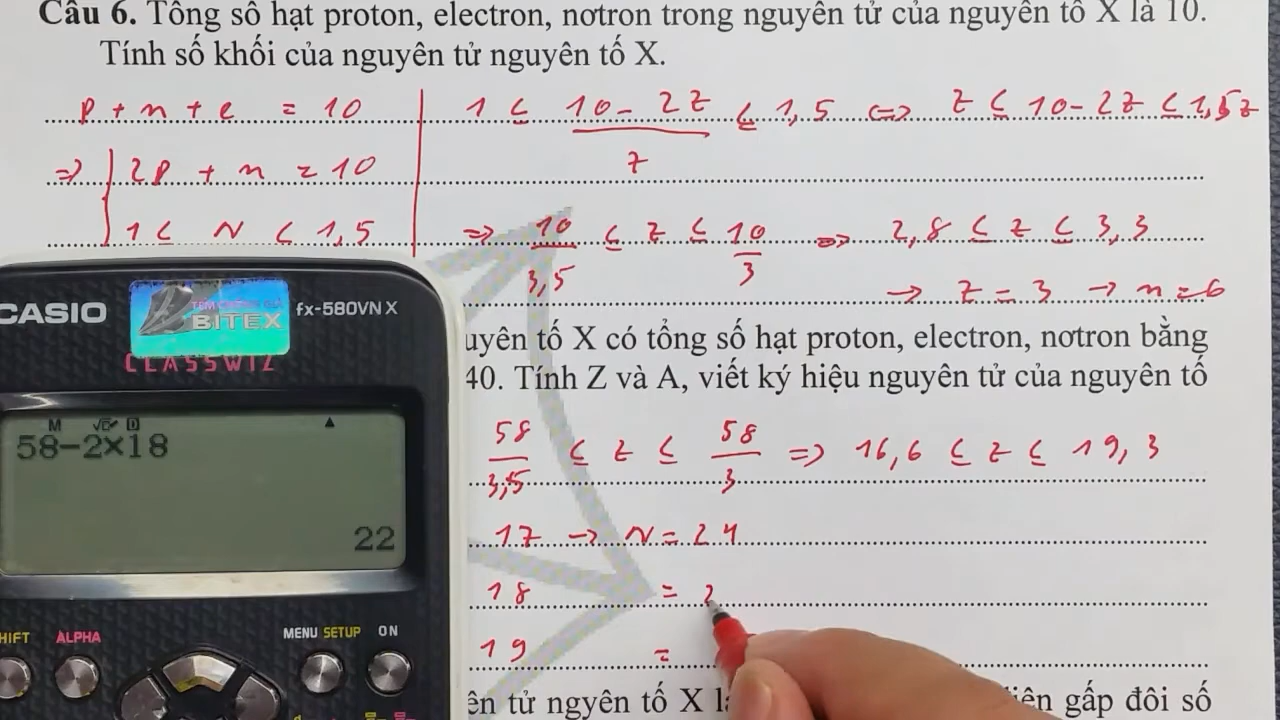 Câu 6. Tổng số hạt proton, electron, nơtron trong nguyên tử của nguyên tố X là 10.
Tính số khối của nguyên tử nguyên tố X.
p + n + e = 10
=> 2p + n = 10
1 ≤ N ≤ 1,5
1 ≤ (10 - 2Z)/Z ≤ 1,5 <=> Z ≤ 10 - 2Z ≤ 1,5Z
=> 10/3,5 ≤ Z ≤ 10/3 => 2,8 ≤ Z ≤ 3,3
→ Z = 3 → n = 6
uyên tố X có tổng số hạt proton, electron, nơtron bằng
40. Tính Z và A, viết ký hiệu nguyên tử của nguyên tố
58/3,5 ≤ Z ≤ 58/3 => 16,6 ≤ Z ≤ 19,3
17 → N = 24
18 = 2
19 =
ên tử ngyên tố X
iên gấp đôi số
CASIO
BITEX
fx-580VN X
CLASSWIZ
M √ D ▲
58-2×18
22
HIFT ALPHA MENU SETUP ON